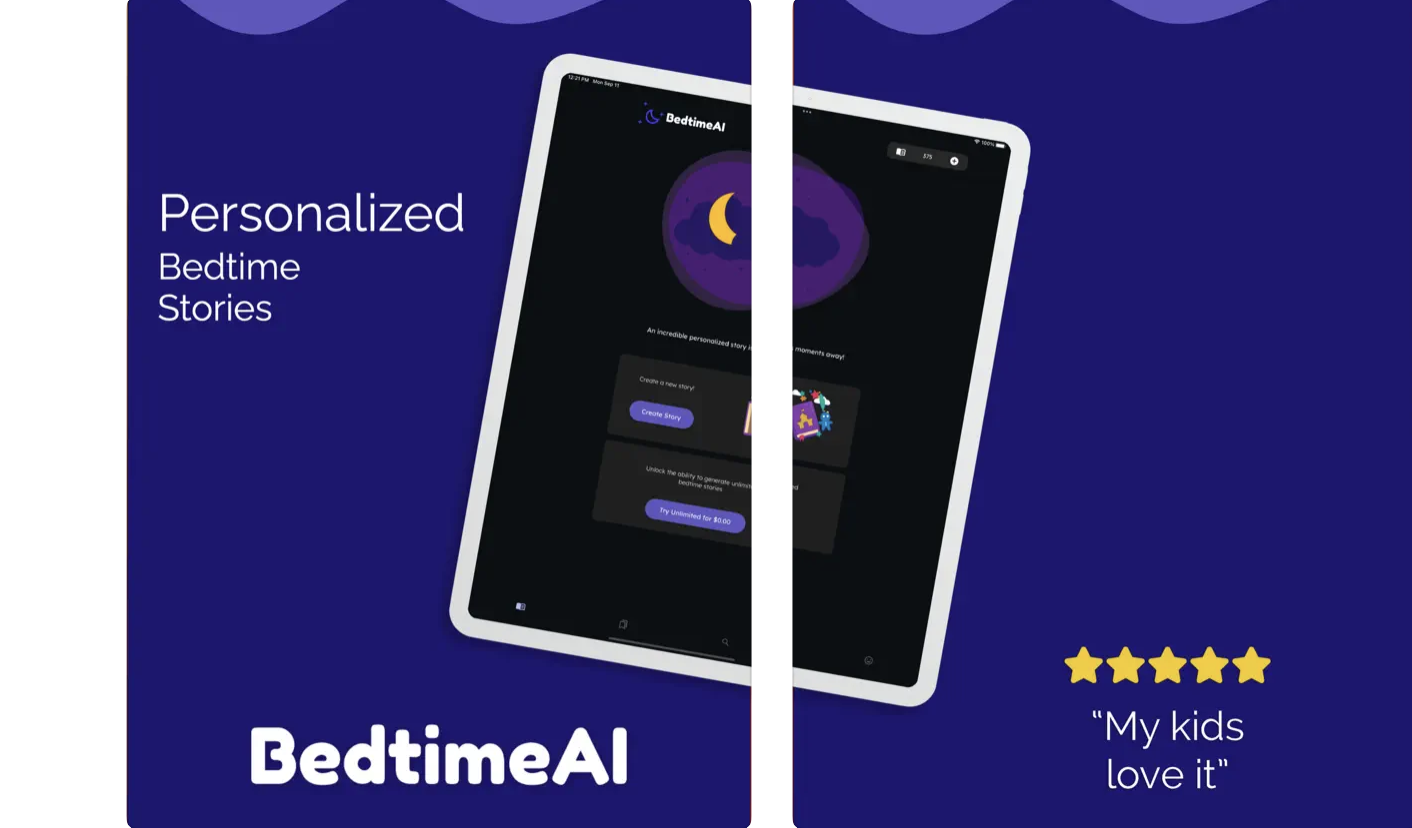 Personalized
Bedtime
Stories
12:21 PM Mon Sep 11
100%
BedtimeAI
375
An incredible personalized story i
moments away!
Create a new story!
Create Story
Unlock the ability to generate
ed
bedtime stories
Try Unlimited for $0.00
BedtimeAI
“My kids
love it”